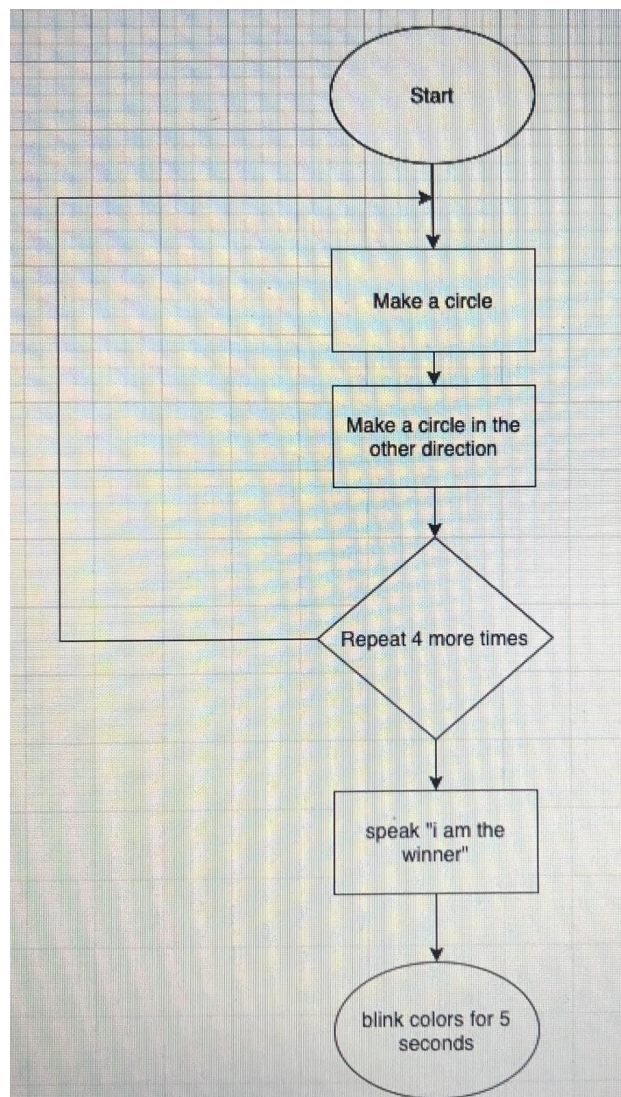 Start
Make a circle
Make a circle in the
other direction
Repeat 4 more times
speak "i am the
winner"
blink colors for 5
seconds